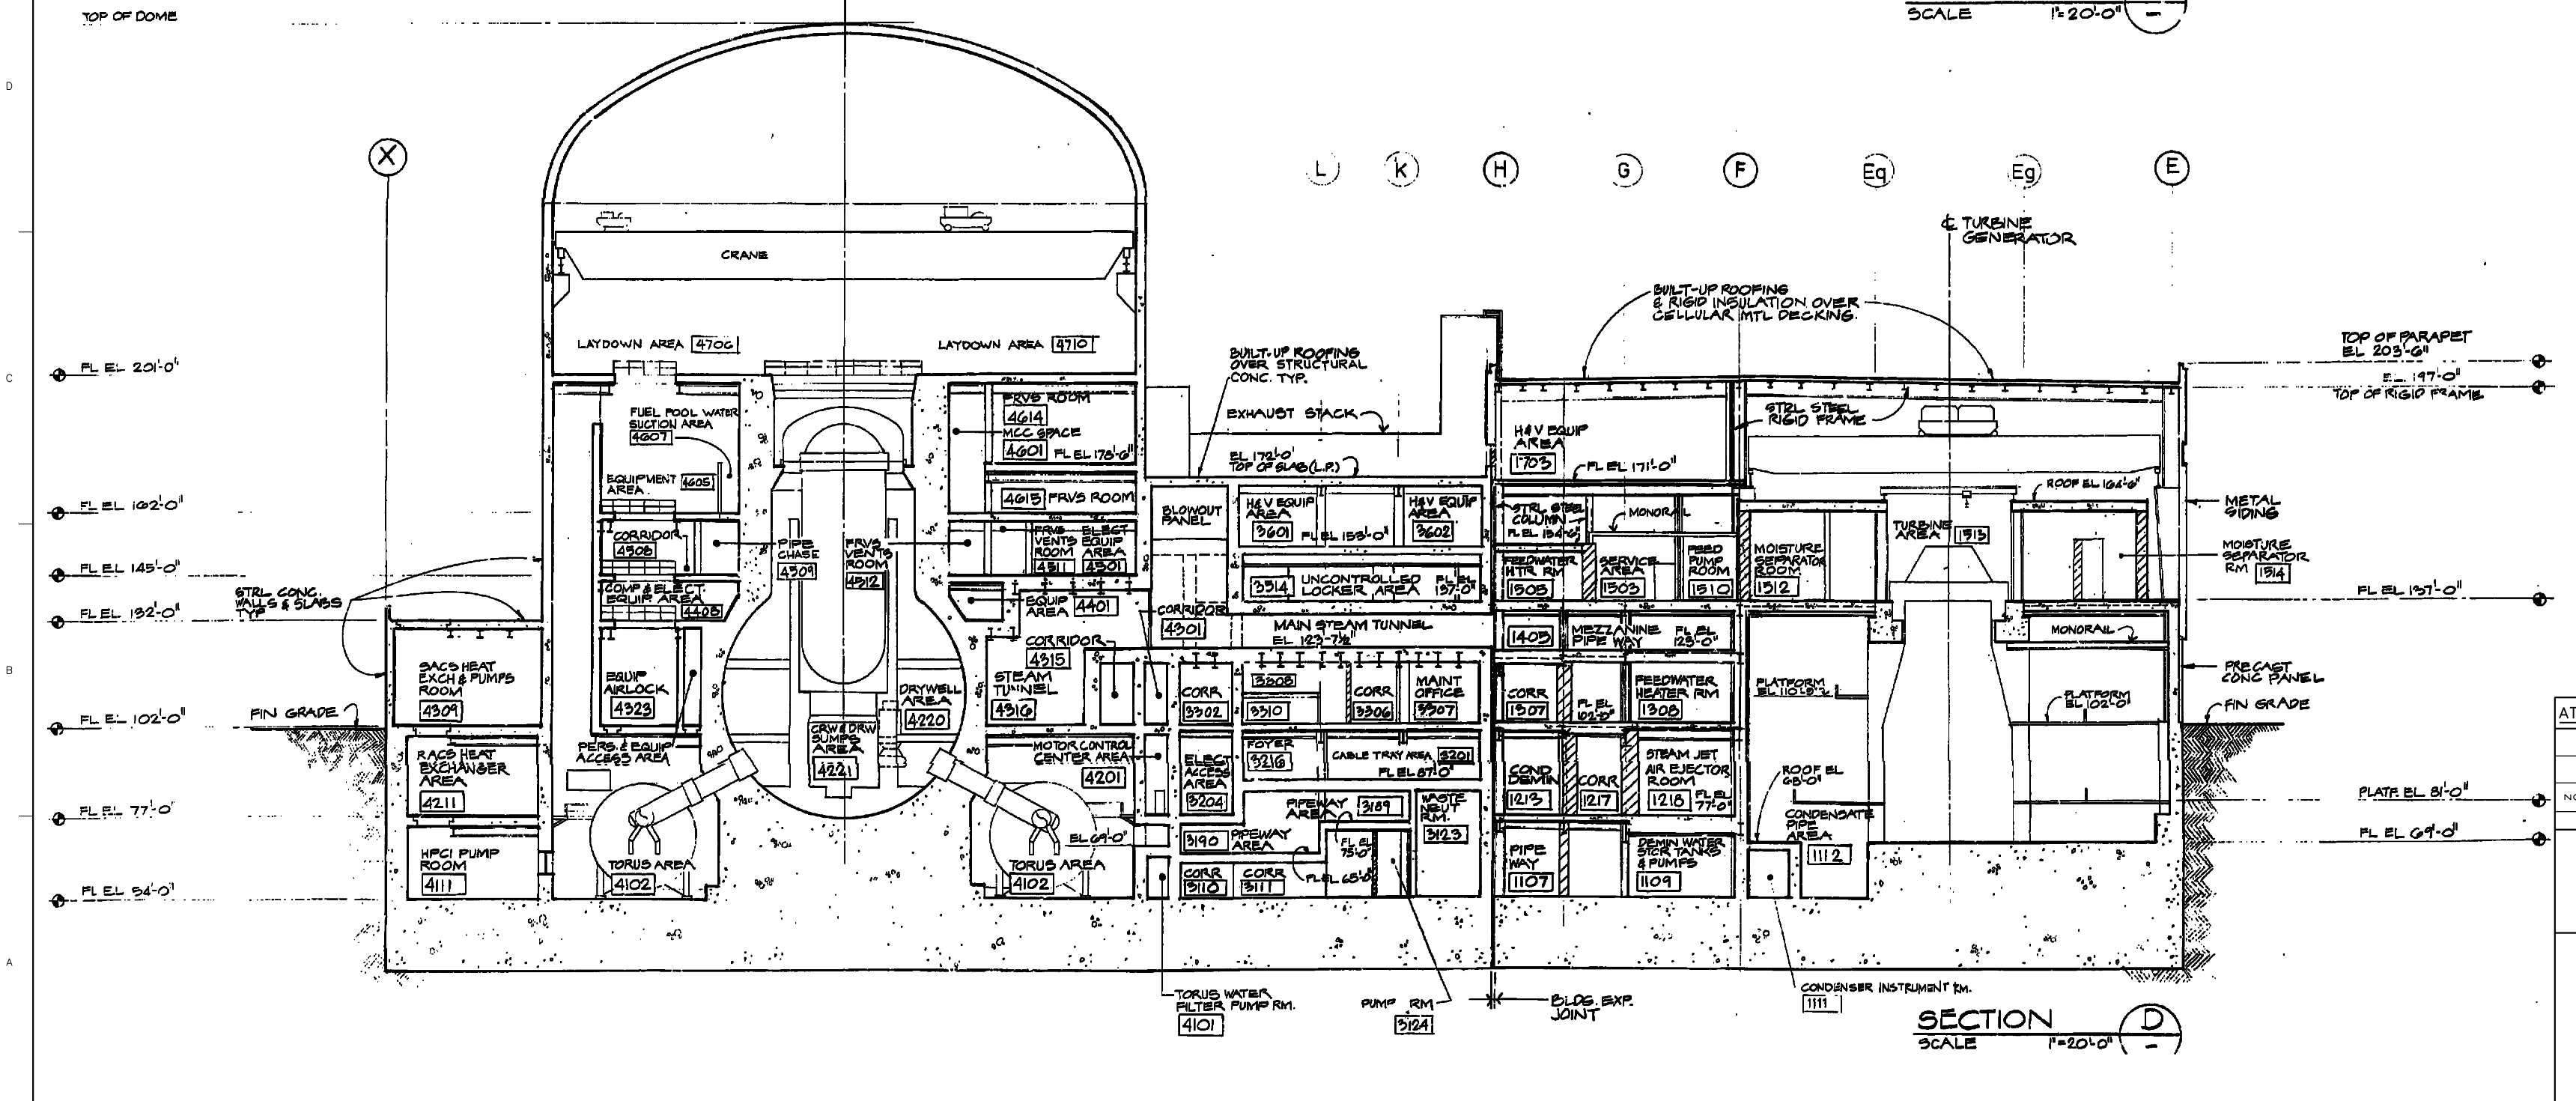 TOP OF DOME
SCALE 1"=20'-0"
D
X
L
K
H
G
F
Eq
Eg
E
℄ TURBINE
GENERATOR
CRANE
BUILT-UP ROOFING
& RIGID INSULATION OVER
CELLULAR MTL DECKING.
LAYDOWN AREA 4706
LAYDOWN AREA 4710
BUILT-UP ROOFING
OVER STRUCTURAL
CONC. TYP.
TOP OF PARAPET
EL 203'-6"
C
FL EL 201'-0"
EL 197'-0"
TOP OF RIGID FRAME
FUEL POOL WATER
SUCTION AREA
4607
FRVS ROOM
4614
MCC SPACE
4601 FL EL 178'-6"
EXHAUST STACK
STRL STEEL
RIGID FRAME
H&V EQUIP
AREA
1703
FL EL 171'-0"
EL 172'-0"
TOP OF SLAB (L.P.)
EQUIPMENT 4605
AREA
4615 FRVS ROOM
ROOF EL 164'-6"
FL EL 162'-0"
BLOWOUT
PANEL
H&V EQUIP
AREA
3601
FL EL 153'-0"
H&V EQUIP
AREA
3602
STRL STEEL
COLUMN
FL EL 154'-6"
MONORAIL
TURBINE
AREA 1513
METAL
SIDING
CORRIDOR
4508
PIPE
CHASE
4509
FRVS
VENTS
ROOM
4512
FRVS
VENTS
ROOM
4511
ELECT
EQUIP
AREA
4501
MOISTURE
SEPARATOR
RM 1514
FL EL 145'-0"
FEEDWATER
HTR RM
1505
SERVICE
AREA
1503
FEED
PUMP
ROOM
1510
MOISTURE
SEPARATOR
ROOM
1512
STRL CONC.
WALLS & SLABS
TYP
COMP & ELECT
EQUIP AREA
4408
3514 UNCONTROLLED
LOCKER AREA
FL EL
137'-0"
FL EL 137'-0"
EQUIP 4401
AREA
FL EL 132'-0"
CORRIDOR
4301
MAIN STEAM TUNNEL
EL 123'-7½"
1405
MEZZANINE
PIPE WAY
FL EL
123'-0"
MONORAIL
B
CORRIDOR
4315
SACS HEAT
EXCH & PUMPS
ROOM
4309
EQUIP
AIRLOCK
4323
DRYWELL
AREA
4220
STEAM
TUNNEL
4316
CORR
3302
3308
3310
CORR
3306
MAINT
OFFICE
3307
CORR
1307
FL EL
102'-0"
FEEDWATER
HEATER RM
1308
PLATFORM
PLATFORM
EL 102'-0"
PRECAST
CONC PANEL
FIN GRADE
FL EL 102'-0"
FIN GRADE
AT
CRW & DRW
SUMPS
AREA
4221
PERS. & EQUIP
ACCESS AREA
MOTOR CONTROL
CENTER AREA
4201
RACS HEAT
EXCHANGER
AREA
4211
ELECT
ACCESS
AREA
3204
FOYER
3216
CABLE TRAY AREA 3201
FL EL 87'-0"
COND
DEMIN
1213
CORR
1217
STEAM JET
AIR EJECTOR
ROOM
1218 FL EL
77'-0"
ROOF EL
PLATF EL 81'-0"
FL EL 77'-0"
PIPEWAY 3189
AREA
WASTE
NEUT
RM.
3123
CONDENSATE
PIPE
AREA
1112
EL 69'-0"
3190 PIPEWAY
AREA
FL EL
75'-0"
FL EL 69'-0"
HPCI PUMP
ROOM
4111
TORUS AREA
4102
TORUS AREA
4102
CORR
3110
CORR
3111
FL EL 65'-0"
PIPE
WAY
1107
DEMIN WATER
STOR TANKS
& PUMPS
1109
FL EL 54'-0"
A
TORUS WATER
FILTER PUMP RM.
4101
PUMP RM
3124
BLDG. EXP.
JOINT
CONDENSER INSTRUMENT RM.
1111
SECTION D
SCALE 1"=20'-0"